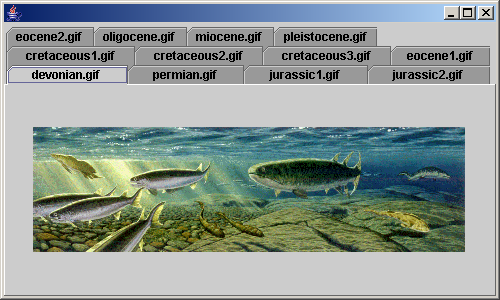 eocene2.gif oligocene.gif miocene.gif pleistocene.gif
cretaceous1.gif cretaceous2.gif cretaceous3.gif eocene1.gif
devonian.gif permian.gif jurassic1.gif jurassic2.gif